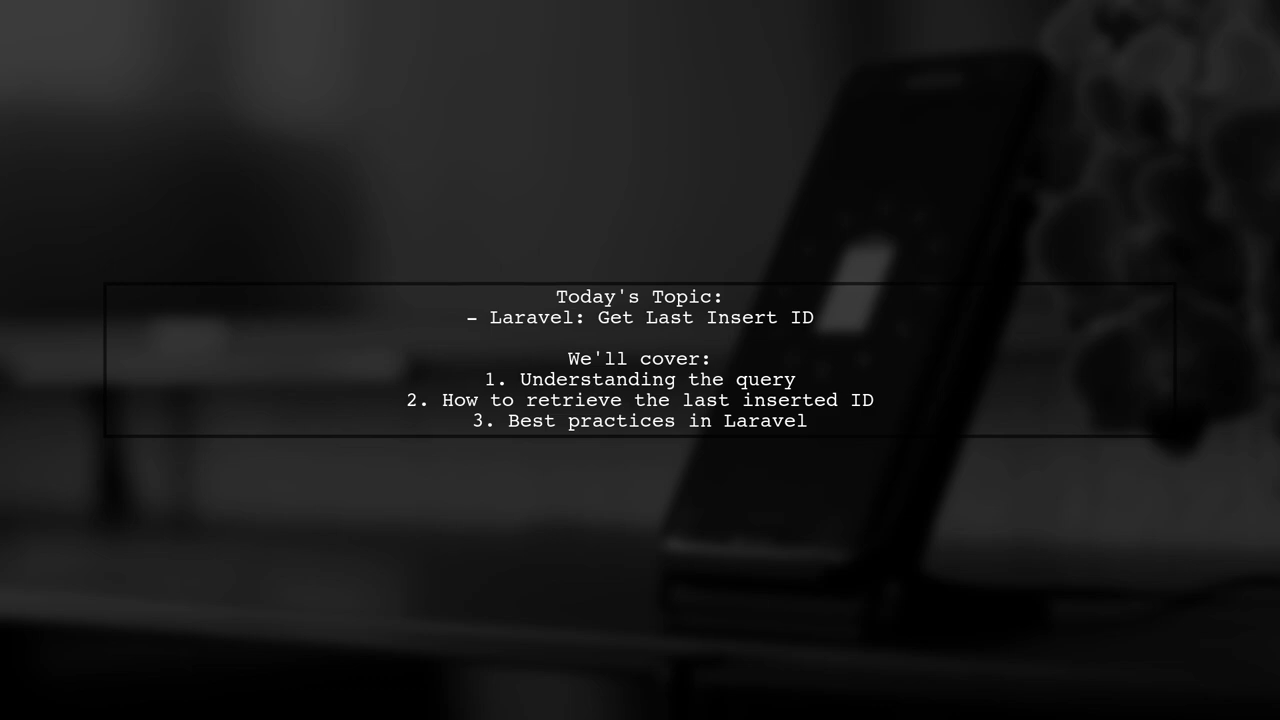 Today's Topic:
- Laravel: Get Last Insert ID
We'll cover:
1. Understanding the query
2. How to retrieve the last inserted ID
3. Best practices in Laravel